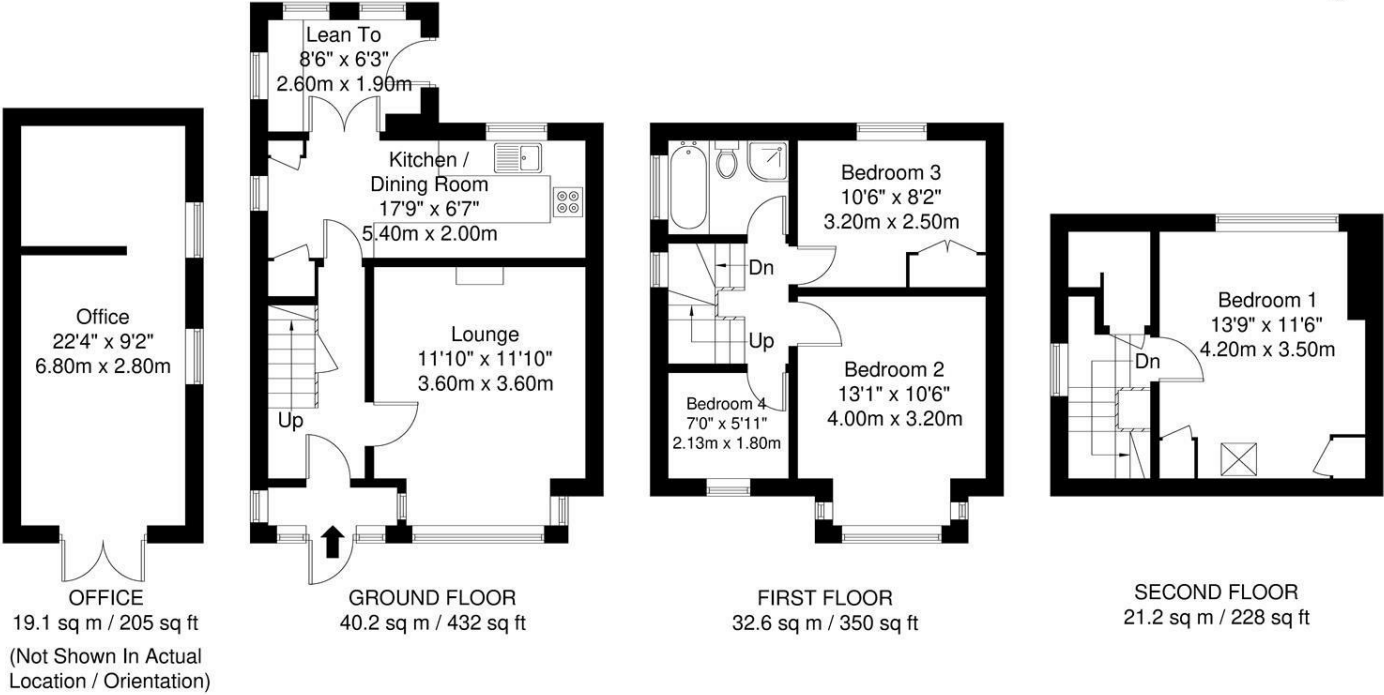 Lean To
8'6" x 6'3"
2.60m x 1.90m
Kitchen /
Dining Room
17'9" x 6'7"
5.40m x 2.00m
Office
22'4" x 9'2"
6.80m x 2.80m
Lounge
11'10" x 11'10"
3.60m x 3.60m
Up
Bedroom 3
10'6" x 8'2"
3.20m x 2.50m
Dn
Up
Bedroom 2
13'1" x 10'6"
4.00m x 3.20m
Bedroom 4
7'0" x 5'11"
2.13m x 1.80m
Bedroom 1
13'9" x 11'6"
4.20m x 3.50m
Dn
OFFICE
19.1 sq m / 205 sq ft
(Not Shown In Actual
Location / Orientation)
GROUND FLOOR
40.2 sq m / 432 sq ft
FIRST FLOOR
32.6 sq m / 350 sq ft
SECOND FLOOR
21.2 sq m / 228 sq ft